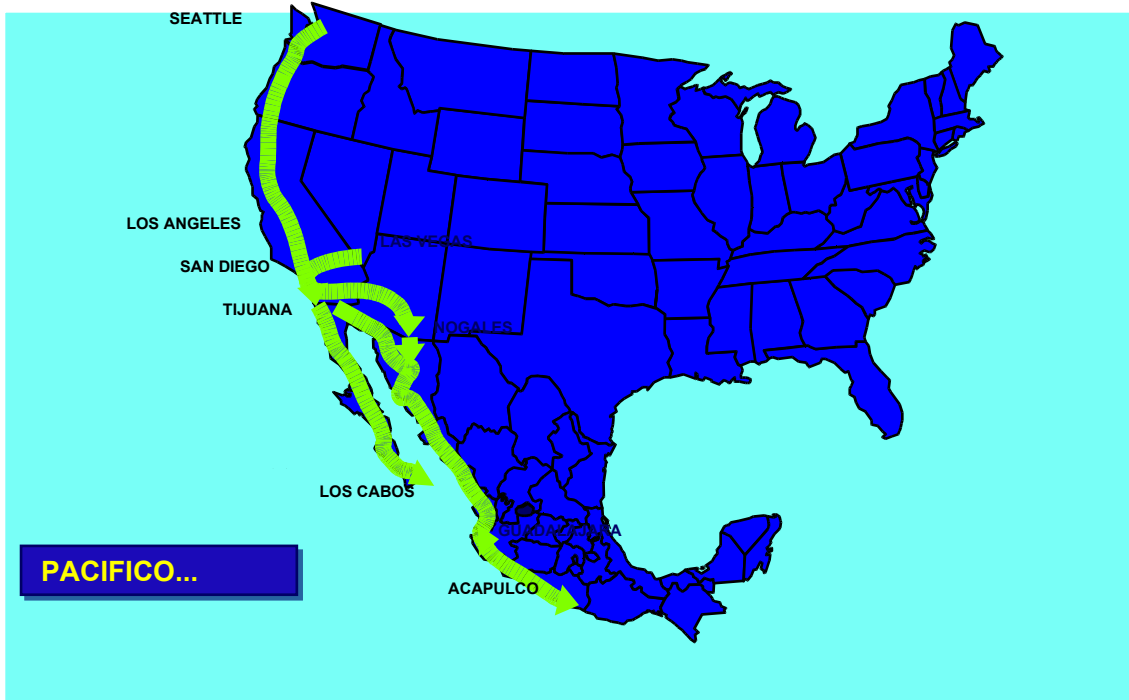 SEATTLE
LOS ANGELES
LAS VEGAS
SAN DIEGO
TIJUANA
NOGALES
LOS CABOS
GUADALAJARA
PACIFICO...
ACAPULCO